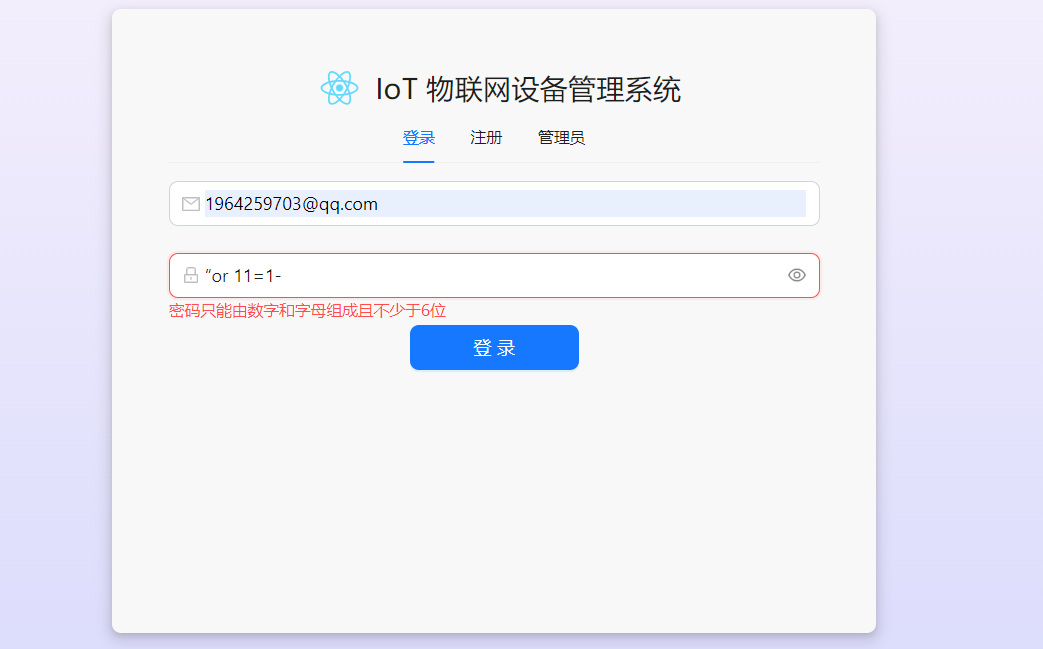 IoT 物联网设备管理系统
登录 注册 管理员
1964259703@qq.com
“or 11=1-
密码只能由数字和字母组成且不少于6位
登 录